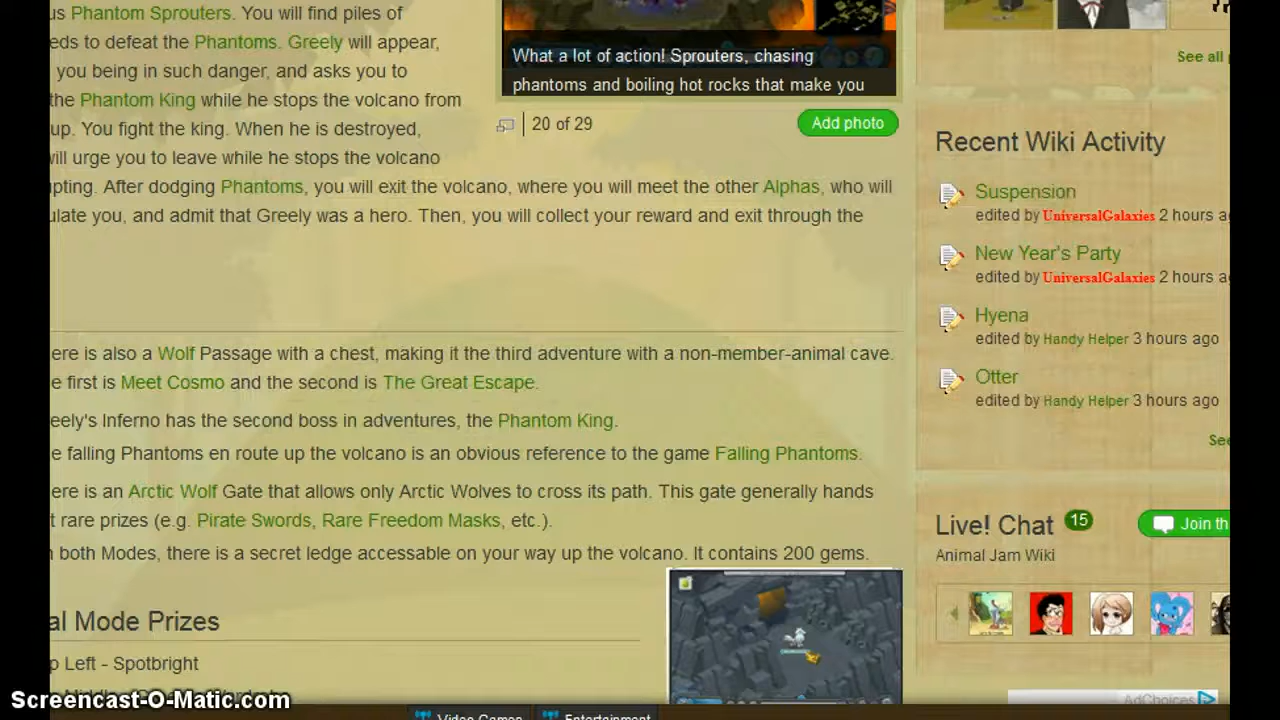 us Phantom Sprouters. You will find piles of
eds to defeat the Phantoms. Greely will appear,
you being in such danger, and asks you to
the Phantom King while he stops the volcano from
up. You fight the king. When he is destroyed,
will urge you to leave while he stops the volcano
pting. After dodging Phantoms, you will exit the volcano, where you will meet the other Alphas, who will
ulate you, and admit that Greely was a hero. Then, you will collect your reward and exit through the
What a lot of action! Sprouters, chasing
phantoms and boiling hot rocks that make you
20 of 29
Add photo
ere is also a Wolf Passage with a chest, making it the third adventure with a non-member-animal cave.
e first is Meet Cosmo and the second is The Great Escape.
eely's Inferno has the second boss in adventures, the Phantom King.
e falling Phantoms en route up the volcano is an obvious reference to the game Falling Phantoms.
ere is an Arctic Wolf Gate that allows only Arctic Wolves to cross its path. This gate generally hands
t rare prizes (e.g. Pirate Swords, Rare Freedom Masks, etc.).
n both Modes, there is a secret ledge accessable on your way up the volcano. It contains 200 gems.
al Mode Prizes
p Left - Spotbright
See all
Recent Wiki Activity
Suspension
edited by UniversalGalaxies 2 hours a
New Year's Party
edited by UniversalGalaxies 2 hours a
Hyena
edited by Handy Helper 3 hours ago
Otter
edited by Handy Helper 3 hours ago
See
Live! Chat 15
Join th
Animal Jam Wiki
AdChoices
Screencast-O-Matic.com
Video Games
Entertainment